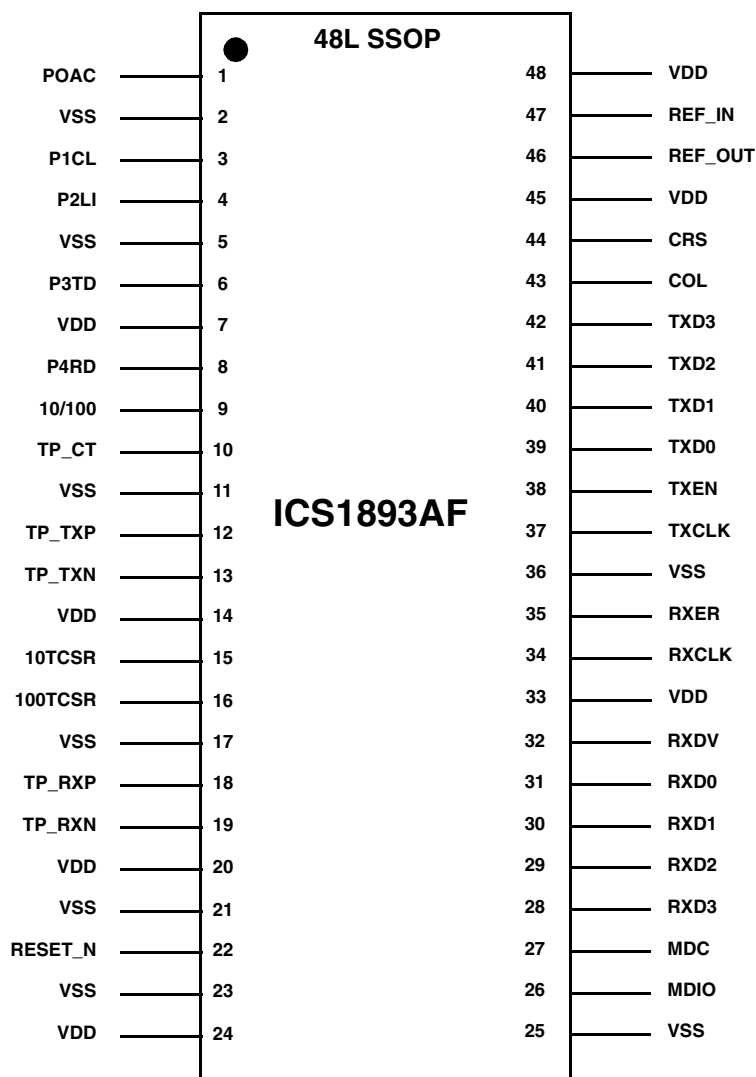 48L SSOP
POAC 1 48 VDD
VSS 2 47 REF_IN
P1CL 3 46 REF_OUT
P2LI 4 45 VDD
VSS 5 44 CRS
P3TD 6 43 COL
VDD 7 42 TXD3
P4RD 8 41 TXD2
10/100 9 40 TXD1
TP_CT 10 39 TXD0
VSS 11 38 TXEN
ICS1893AF
TP_TXP 12 37 TXCLK
TP_TXN 13 36 VSS
VDD 14 35 RXER
10TCSR 15 34 RXCLK
100TCSR 16 33 VDD
VSS 17 32 RXDV
TP_RXP 18 31 RXD0
TP_RXN 19 30 RXD1
VDD 20 29 RXD2
VSS 21 28 RXD3
RESET_N 22 27 MDC
VSS 23 26 MDIO
VDD 24 25 VSS